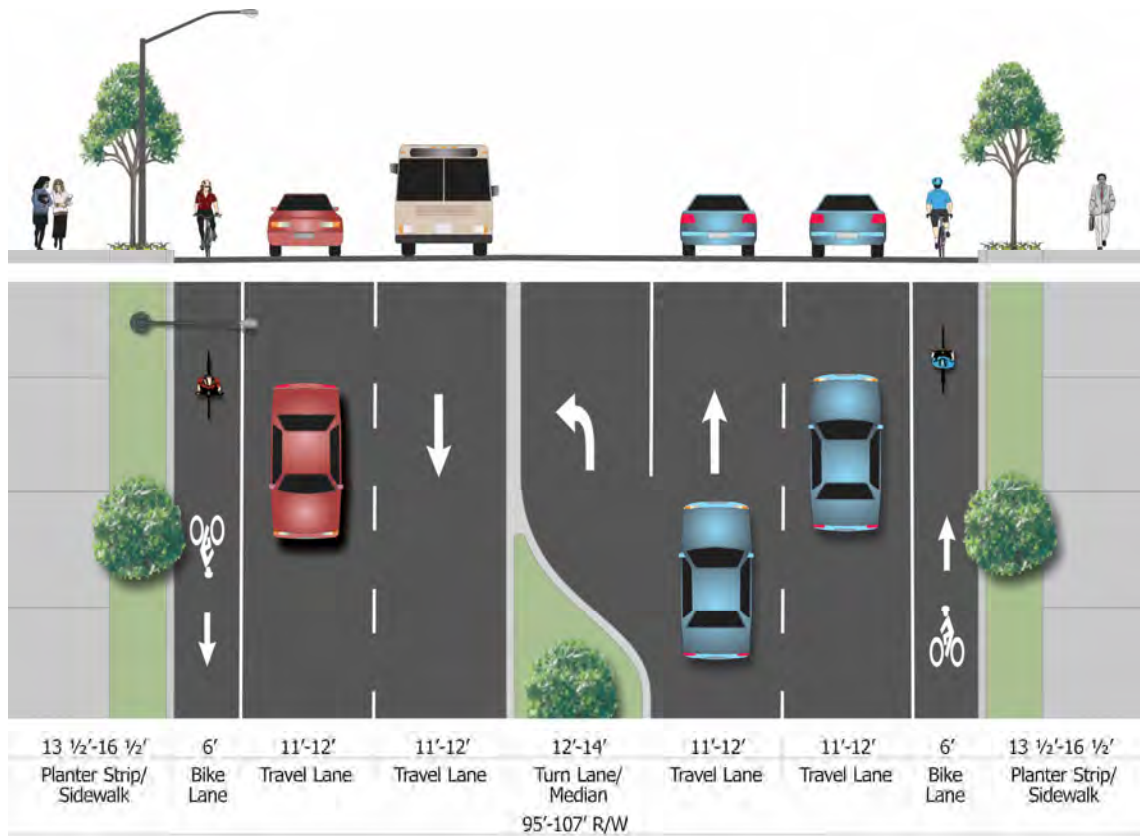 13 ½'-16 ½' 6' 11'-12' 11'-12' 12'-14' 11'-12' 11'-12' 6' 13 ½'-16 ½'
Planter Strip/ Bike Travel Lane Travel Lane Turn Lane/ Travel Lane Travel Lane Bike Planter Strip/
Sidewalk Lane Median Lane Sidewalk
95'-107' R/W